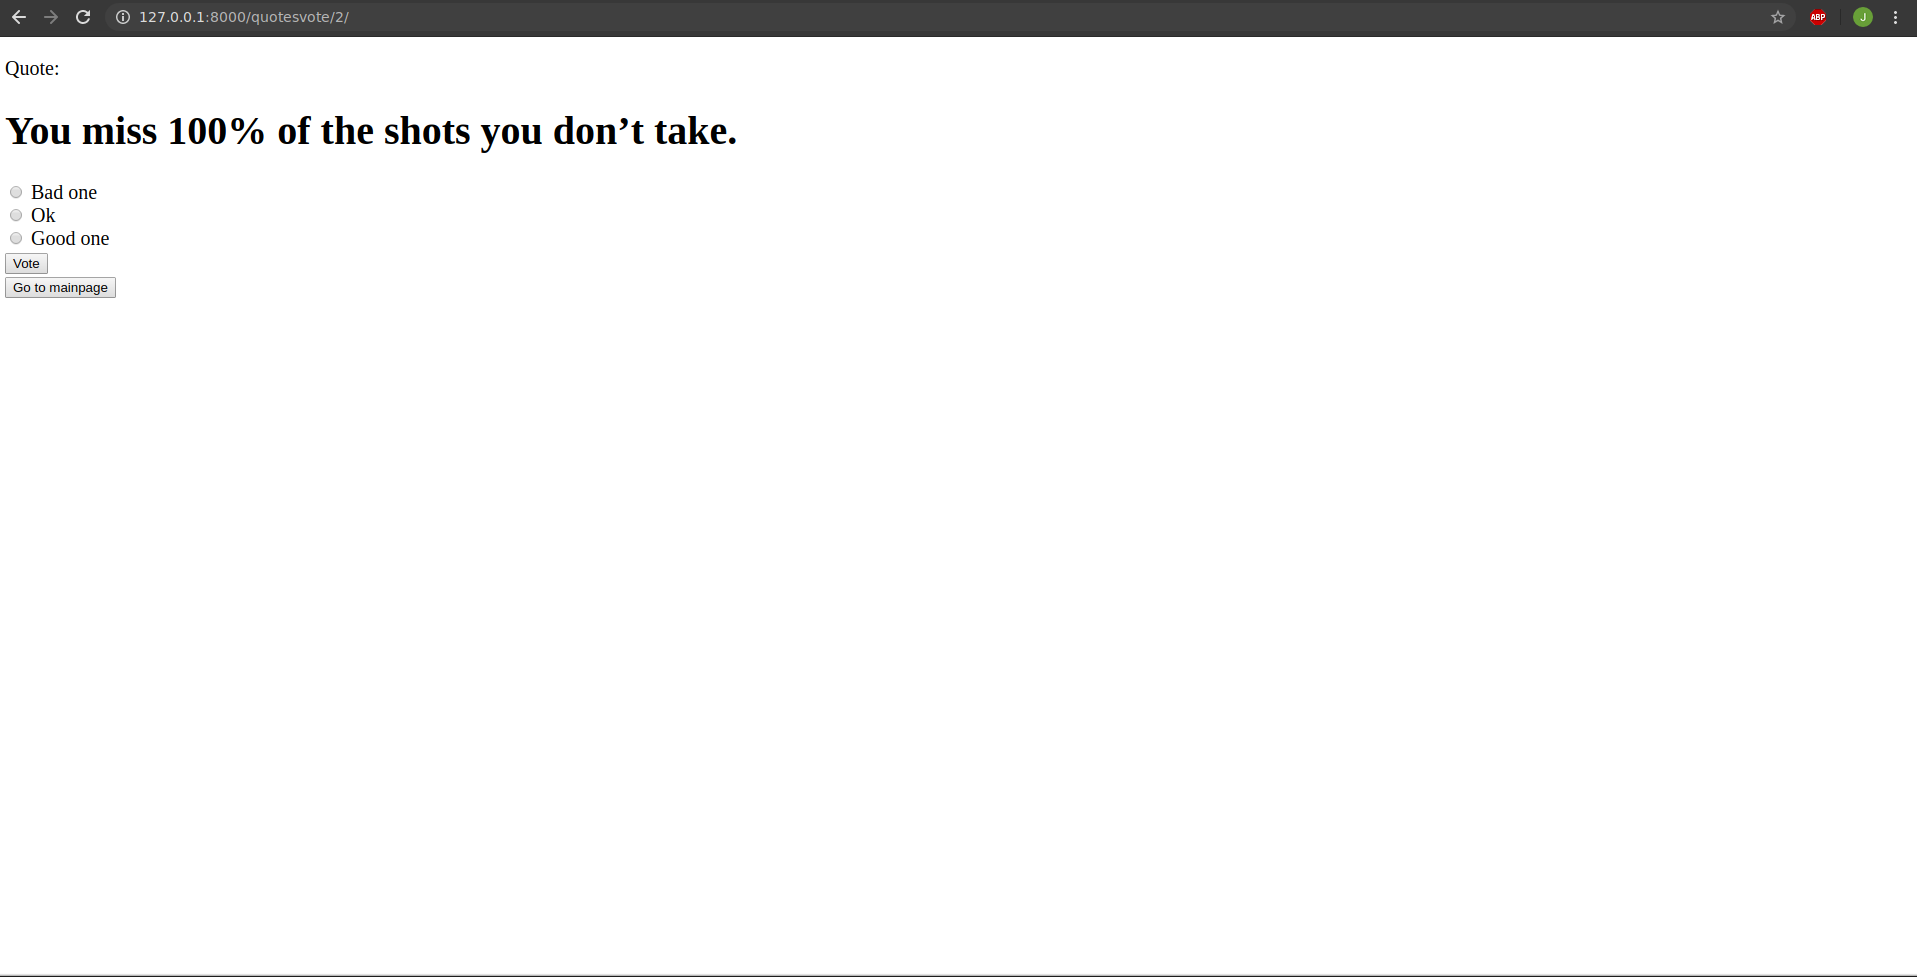 127.0.0.1:8000/quotesvote/2/
ABP
J
Quote:
You miss 100% of the shots you don’t take.
Bad one
Ok
Good one
Vote
Go to mainpage